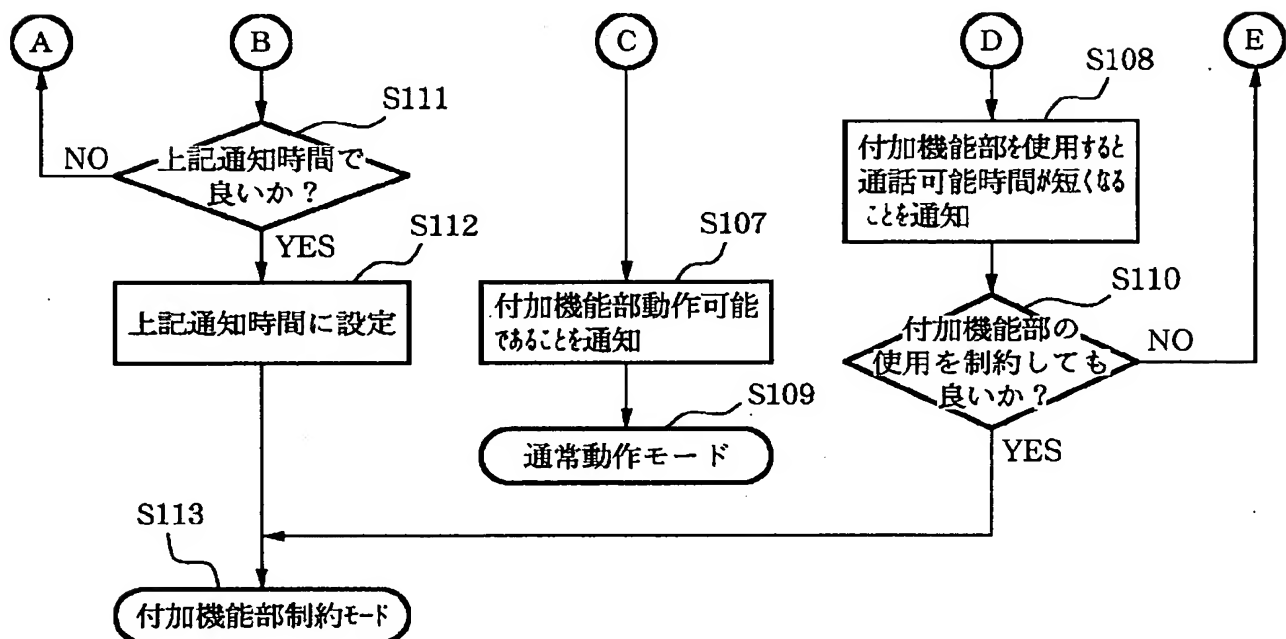 A
B
C
D
E
S111
上記通知時間で
良いか？
NO
YES
S112
上記通知時間に設定
S107
付加機能部動作可能
であることを通知
S109
通常動作モード
S108
付加機能部を使用すると
通話可能時間が短くなる
ことを通知
S110
付加機能部の
使用を制約しても
良いか？
NO
YES
S113
付加機能部制約モード